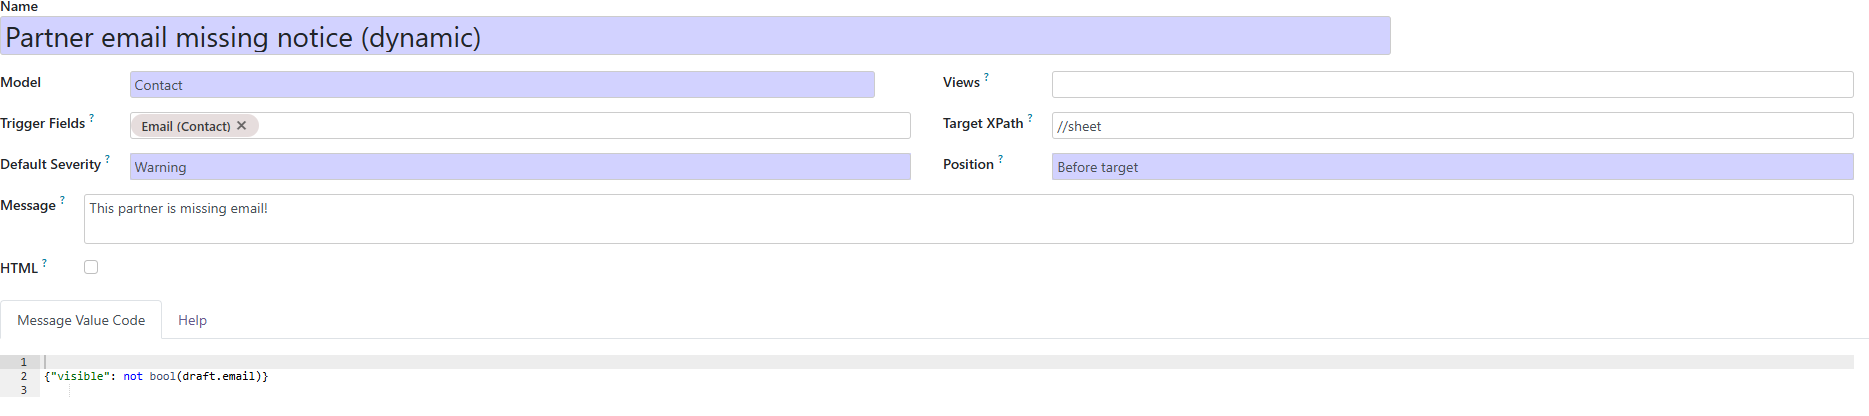 Name
Partner email missing notice (dynamic)
Model
Contact
Views ?
Trigger Fields ?
Email (Contact) ✕
Target XPath ?
//sheet
Default Severity ?
Warning
Position ?
Before target
Message ?
This partner is missing email!
HTML ?
Message Value Code
Help
1
2 {"visible": not bool(draft.email)}
3